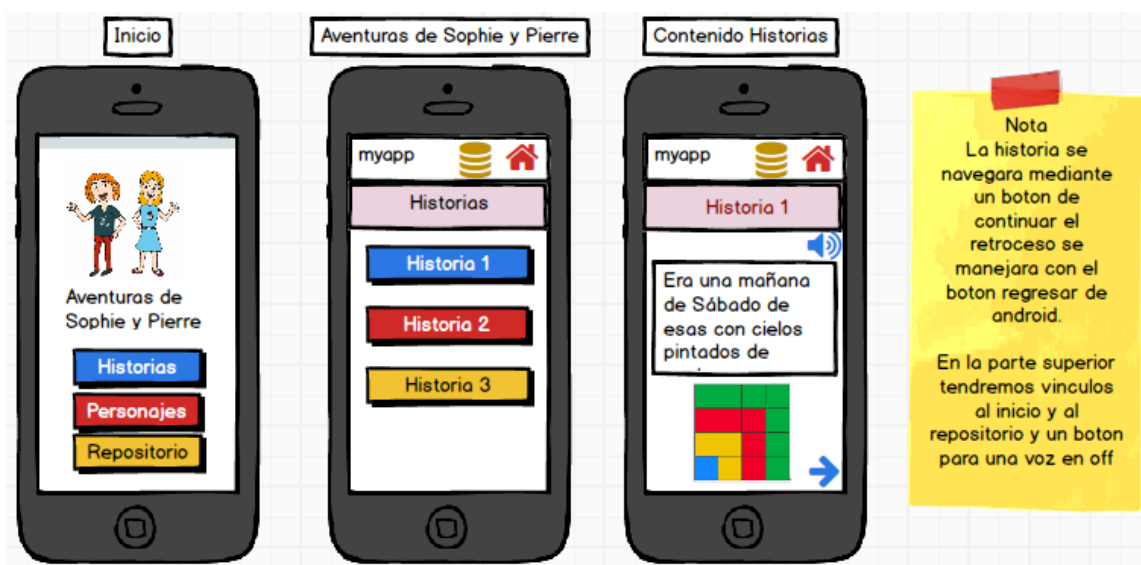 Inicio
Aventuras de Sophie y Pierre
Contenido Historias
Aventuras de
Sophie y Pierre
Historias
Personajes
Repositorio
myapp
Historias
Historia 1
Historia 2
Historia 3
myapp
Historia 1
Era una mañana
de Sábado de
esas con cielos
pintados de
Nota
La historia se
navegara mediante
un boton de
continuar el
retroceso se
manejara con el
boton regresar de
android.
En la parte superior
tendremos vinculos
al inicio y al
repositorio y un boton
para una voz en off